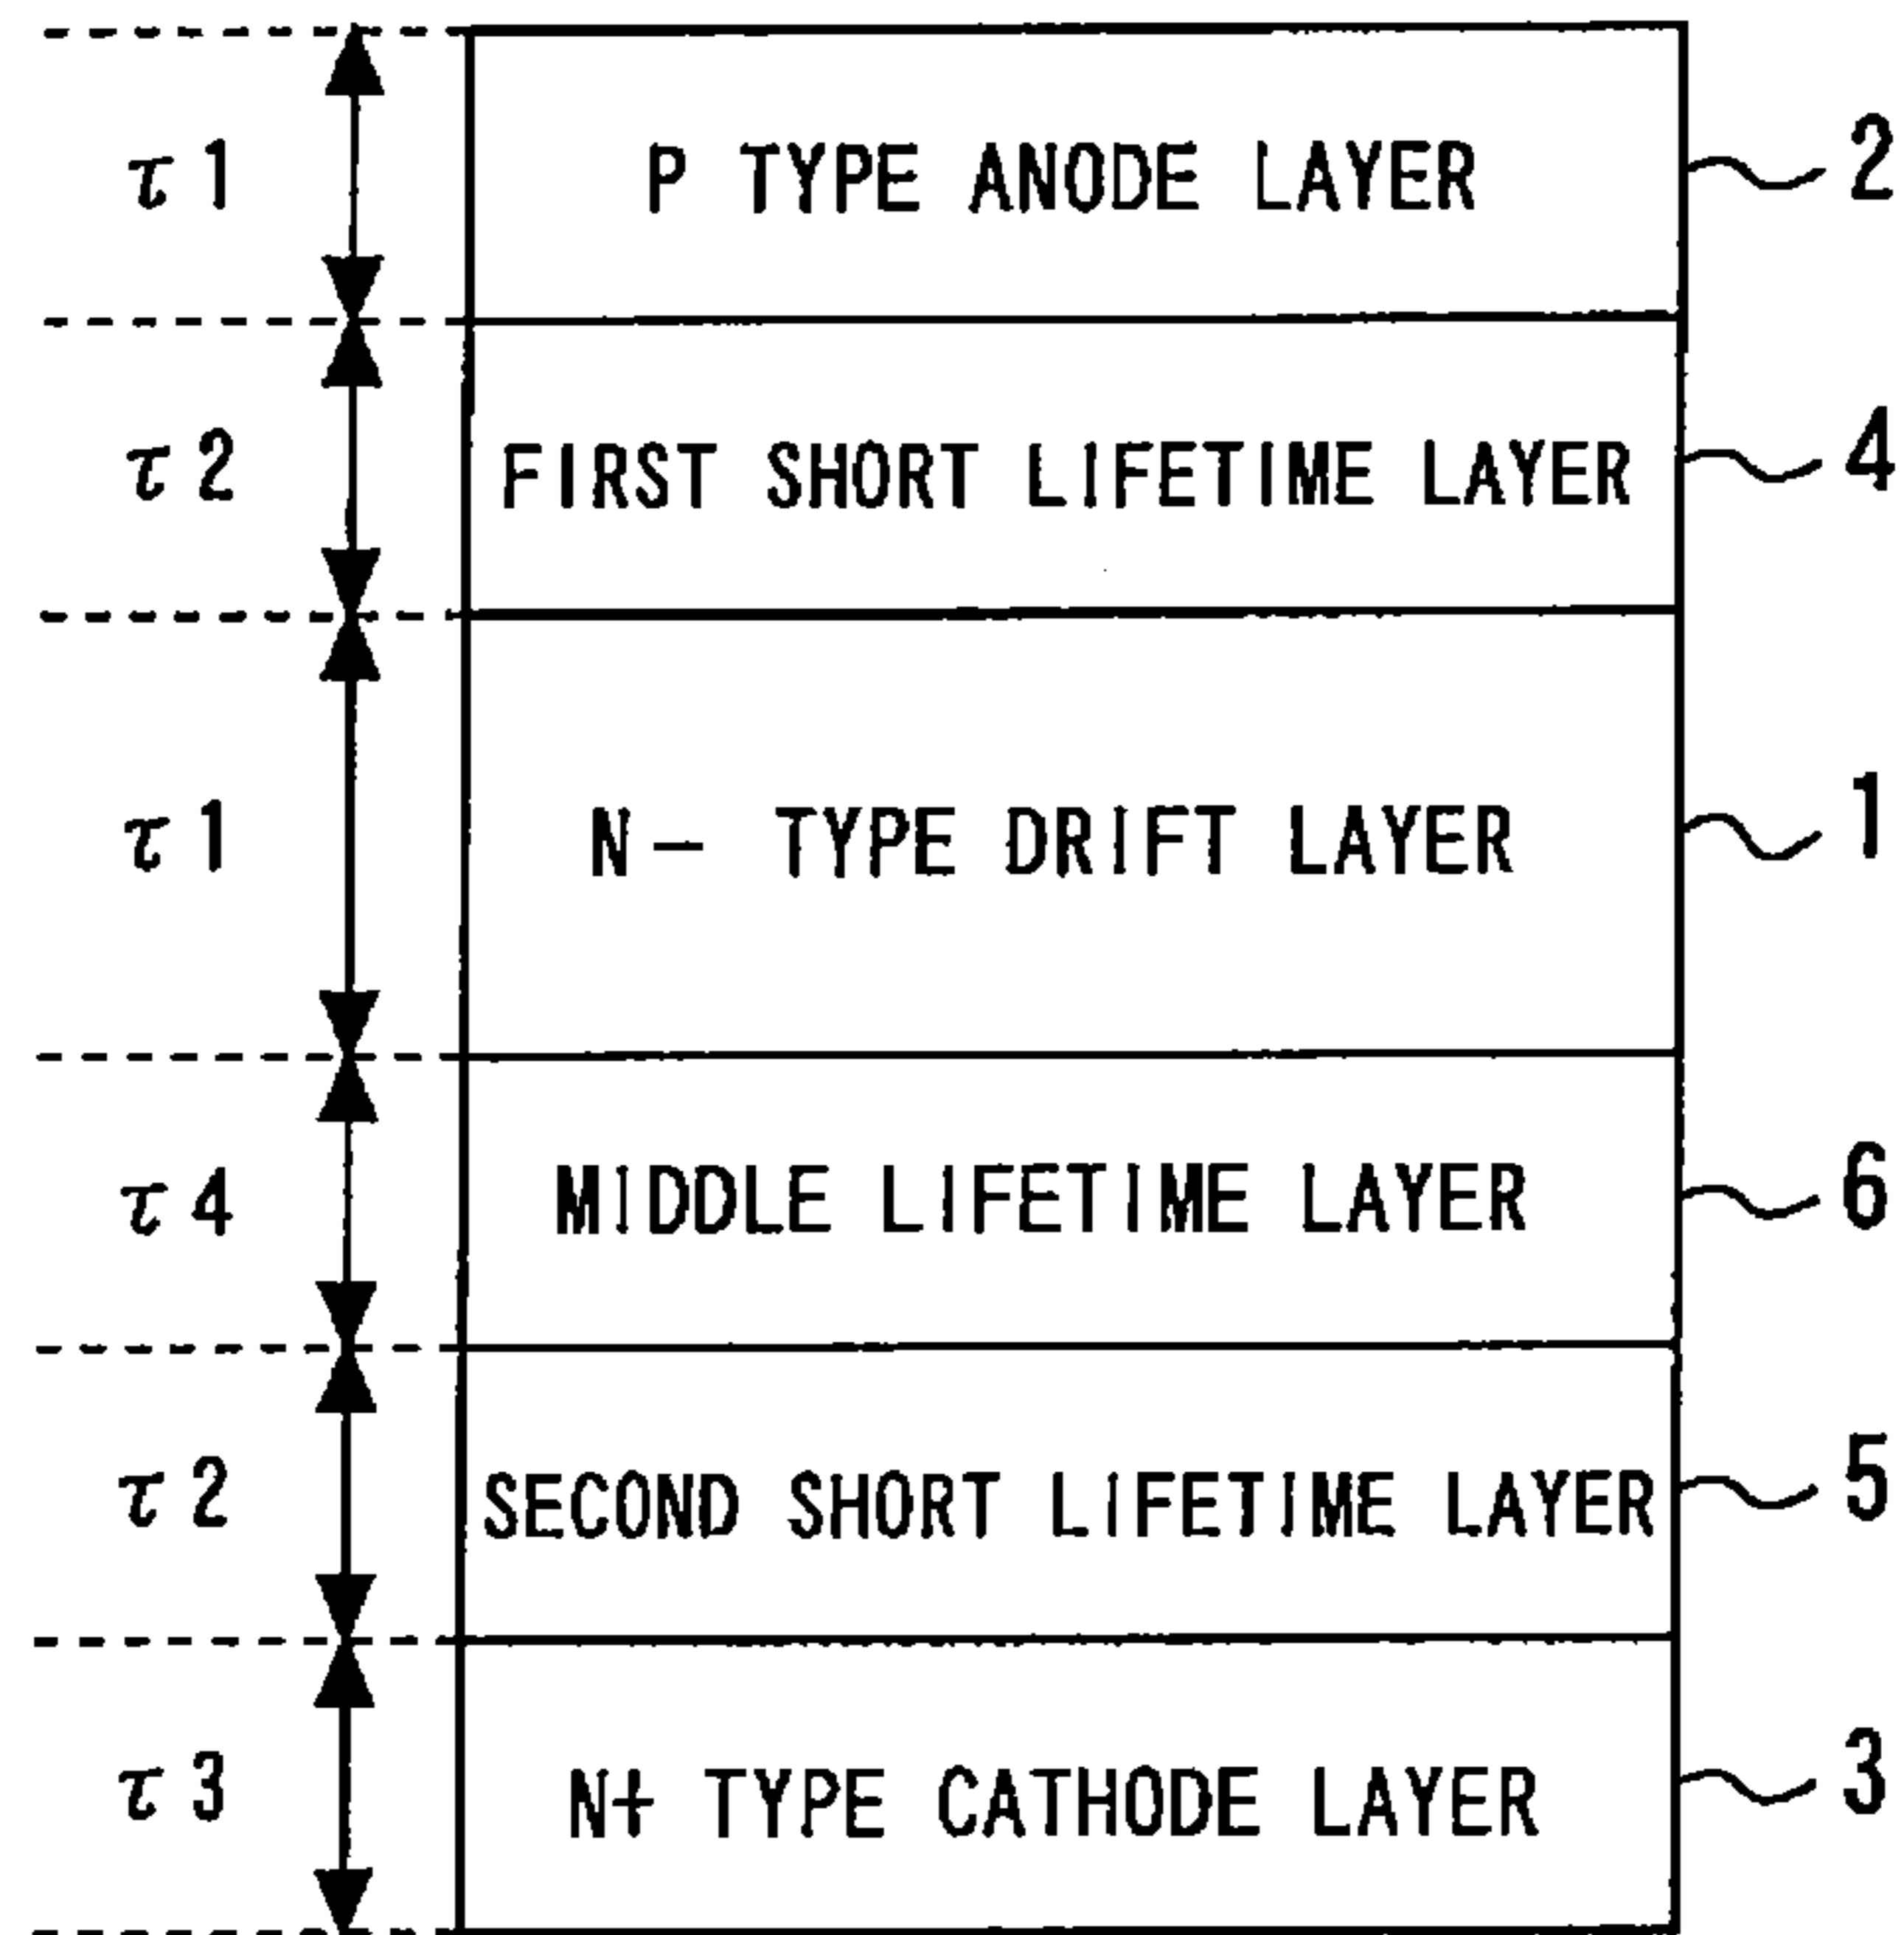 τ1 P TYPE ANODE LAYER 2
τ2 FIRST SHORT LIFETIME LAYER 4
τ1 N- TYPE DRIFT LAYER 1
τ4 MIDDLE LIFETIME LAYER 6
τ2 SECOND SHORT LIFETIME LAYER 5
τ3 N+ TYPE CATHODE LAYER 3